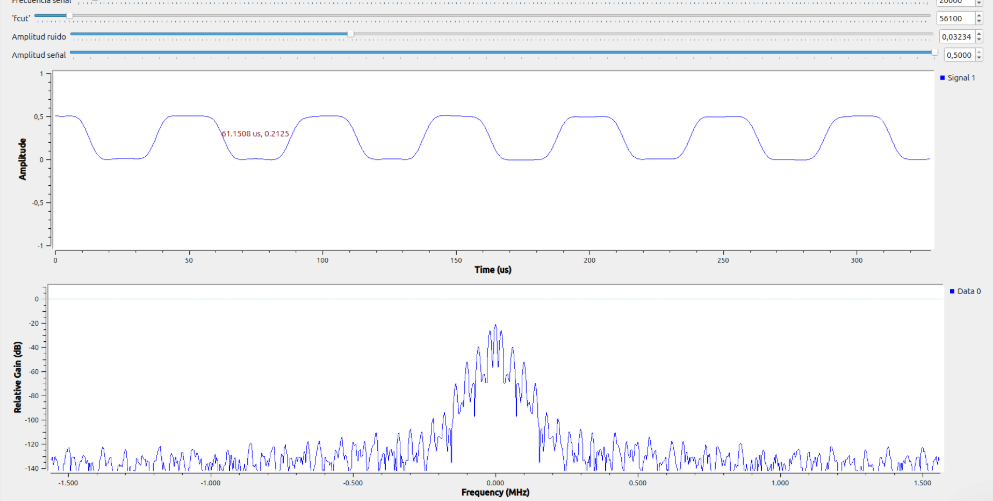 Frecuencia señal 20000
'fcut' 56100
Amplitud ruido 0,03234
Amplitud señal 0,5000
Signal 1
1
0,5
0
-0,5
-1
Amplitude
61.1508 us, 0.2125
0 50 100 150 200 250 300
Time (us)
Data 0
0
-20
-40
-60
-80
-100
-120
-140
Relative Gain (dB)
-1.500 -1.000 -0.500 0.000 0.500 1.000 1.500
Frequency (MHz)